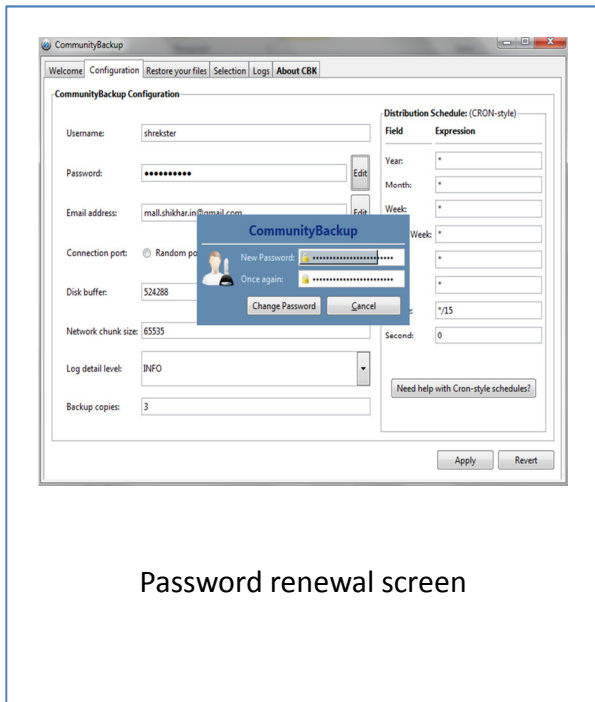 CommunityBackup
Welcome Configuration Restore your files Selection Logs About CBK
CommunityBackup Configuration
Username: shrekster
Password: •••••••••• Edit
Email address: mall.shikhar.in@gmail.com Edit
Connection port: Random
Disk buffer: 524288
Network chunk size: 65535
Log detail level: INFO
Backup copies: 3
CommunityBackup
New Password: ••••••••••••••••••••••••
Once again: ••••••••••••••••••••••••
Change Password Cancel
Distribution Schedule: (CRON-style)
Field Expression
Year: *
Month: *
Week: *
Week: *
*
*
*/15
Second: 0
Need help with Cron-style schedules?
Apply Revert
Password renewal screen